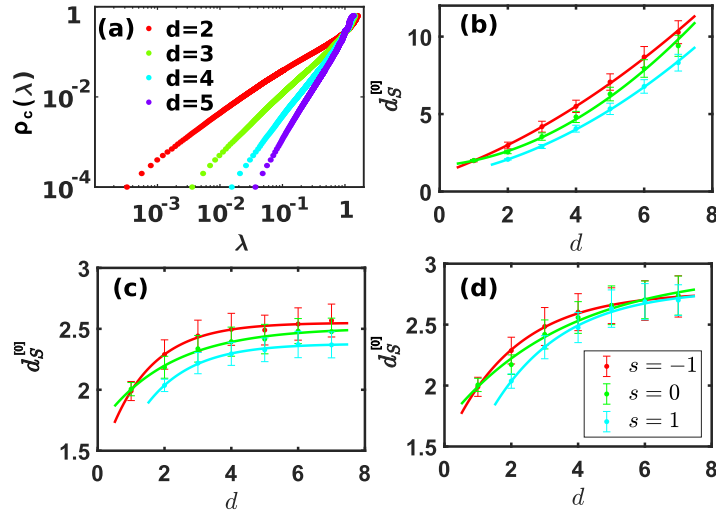 (a)
d=2
d=3
d=4
d=5
1
10^-2
10^-4
ρ_c(λ)
10^-3
10^-2
10^-1
1
λ
(b)
10
5
0
d_S^[0]
0
2
4
6
8
d
(c)
3
2.5
2
1.5
d_S^[0]
0
2
4
6
8
d
(d)
3
2.5
2
1.5
d_S^[0]
s = −1
s = 0
s = 1
0
2
4
6
8
d